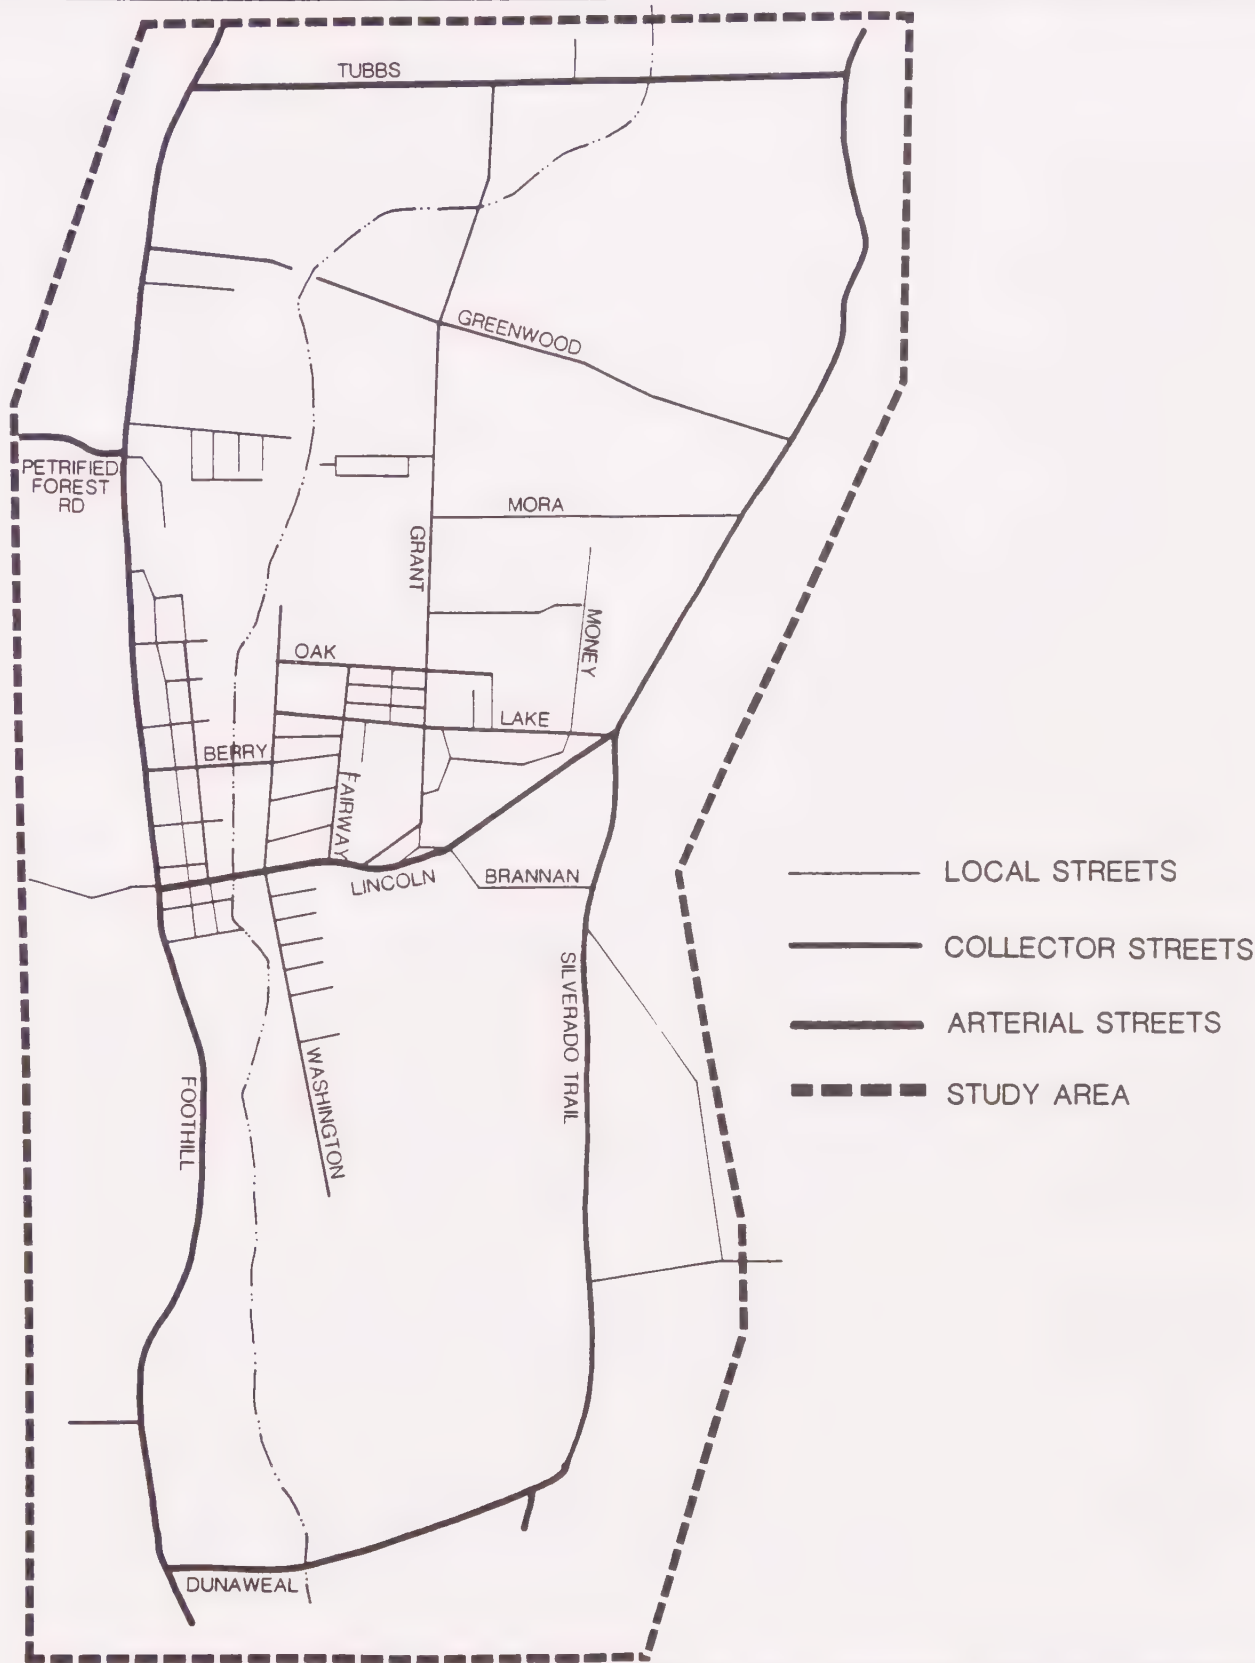 TUBBS
GREENWOOD
PETRIFIED
FOREST
RD
MORA
GRANT
MONEY
OAK
LAKE
BERRY
FAIRWAY
LINCOLN
BRANNAN
SILVERADO TRAIL
FOOTHILL
WASHINGTON
DUNAWEAL
LOCAL STREETS
COLLECTOR STREETS
ARTERIAL STREETS
STUDY AREA